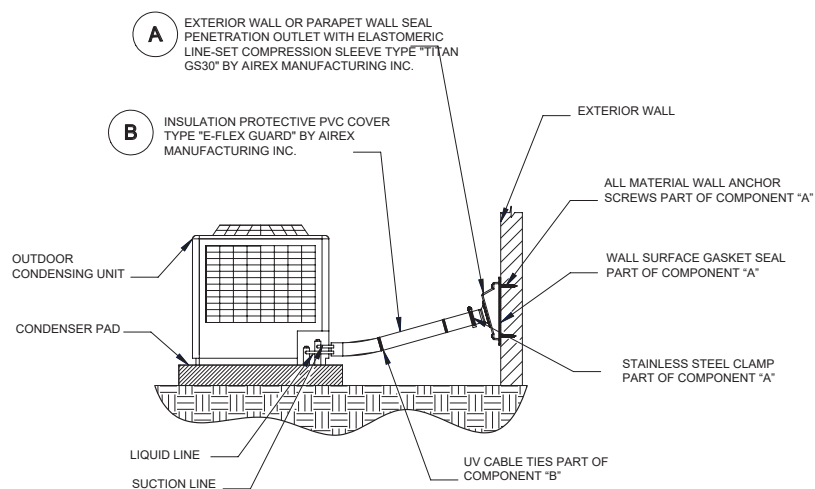 A
EXTERIOR WALL OR PARAPET WALL SEAL
PENETRATION OUTLET WITH ELASTOMERIC
LINE-SET COMPRESSION SLEEVE TYPE "TITAN
GS30" BY AIREX MANUFACTURING INC.
B
INSULATION PROTECTIVE PVC COVER
TYPE "E-FLEX GUARD" BY AIREX
MANUFACTURING INC.
EXTERIOR WALL
ALL MATERIAL WALL ANCHOR
SCREWS PART OF COMPONENT “A”
OUTDOOR
CONDENSING UNIT
WALL SURFACE GASKET SEAL
PART OF COMPONENT “A”
CONDENSER PAD
STAINLESS STEEL CLAMP
PART OF COMPONENT “A”
LIQUID LINE
SUCTION LINE
UV CABLE TIES PART OF
COMPONENT “B”